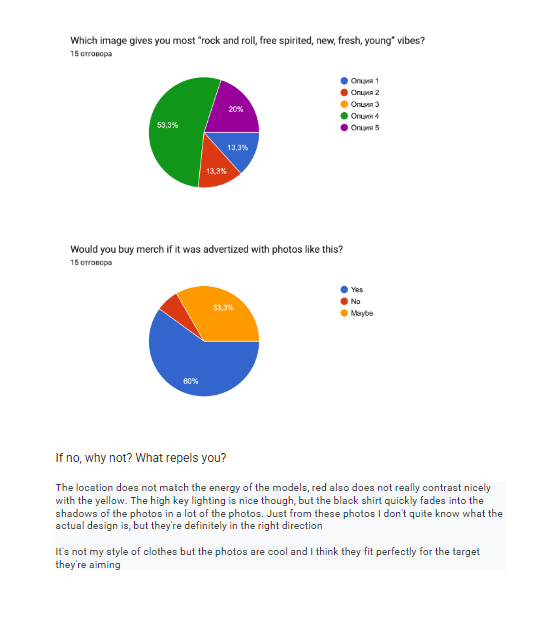 Which image gives you most "rock and roll, free spirited, new, fresh, young" vibes?
15 отговора
53,3%
20%
13,3%
13,3%
Опция 1
Опция 2
Опция 3
Опция 4
Опция 5
Would you buy merch if it was advertized with photos like this?
15 отговора
33,3%
60%
Yes
No
Maybe
If no, why not? What repels you?
The location does not match the energy of the models, red also does not really contrast nicely
with the yellow. The high key lighting is nice though, but the black shirt quickly fades into the
shadows of the photos in a lot of the photos. Just from these photos I don't quite know what the
actual design is, but they're definitely in the right direction
It's not my style of clothes but the photos are cool and I think they fit perfectly for the target
they're aiming